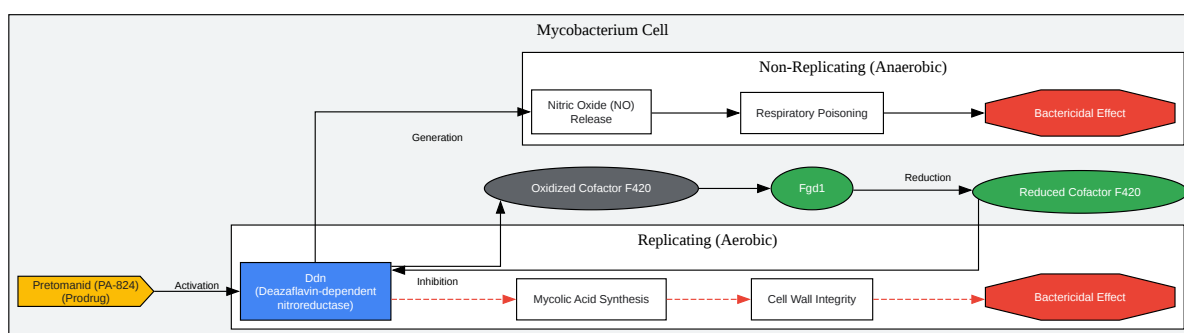 Mycobacterium Cell
Non-Replicating (Anaerobic)
Nitric Oxide (NO)
Release
Respiratory Poisoning
Bactericidal Effect
Generation
Oxidized Cofactor F420
Fgd1
Reduction
Reduced Cofactor F420
Replicating (Aerobic)
Pretomanid (PA-824)
(Prodrug)
Activation
Ddn
(Deazaflavin-dependent
nitroreductase)
Inhibition
Mycolic Acid Synthesis
Cell Wall Integrity
Bactericidal Effect